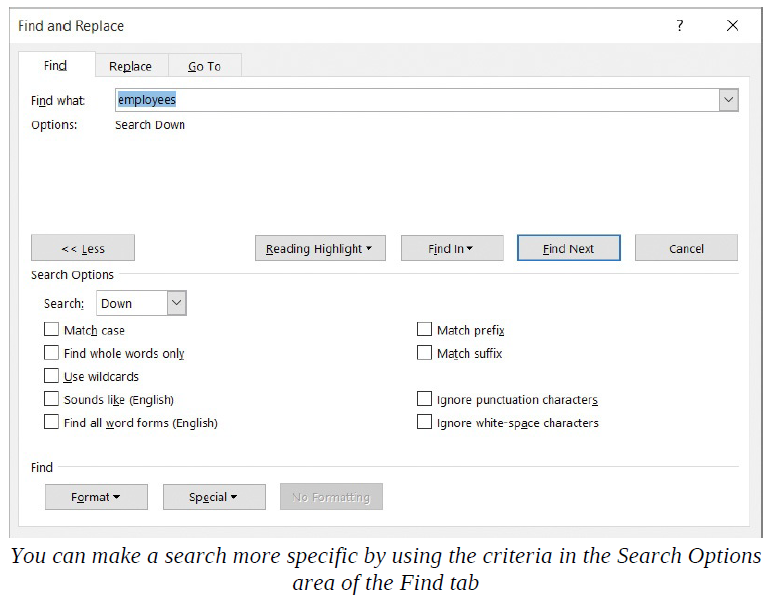 Find and Replace ? ×
Find Replace Go To
Find what: employees
Options: Search Down
<< Less Reading Highlight Find In Find Next Cancel
Search Options
Search: Down
Match case Match prefix
Find whole words only Match suffix
Use wildcards
Sounds like (English) Ignore punctuation characters
Find all word forms (English) Ignore white-space characters
Find
Format Special No Formatting
You can make a search more specific by using the criteria in the Search Options
area of the Find tab